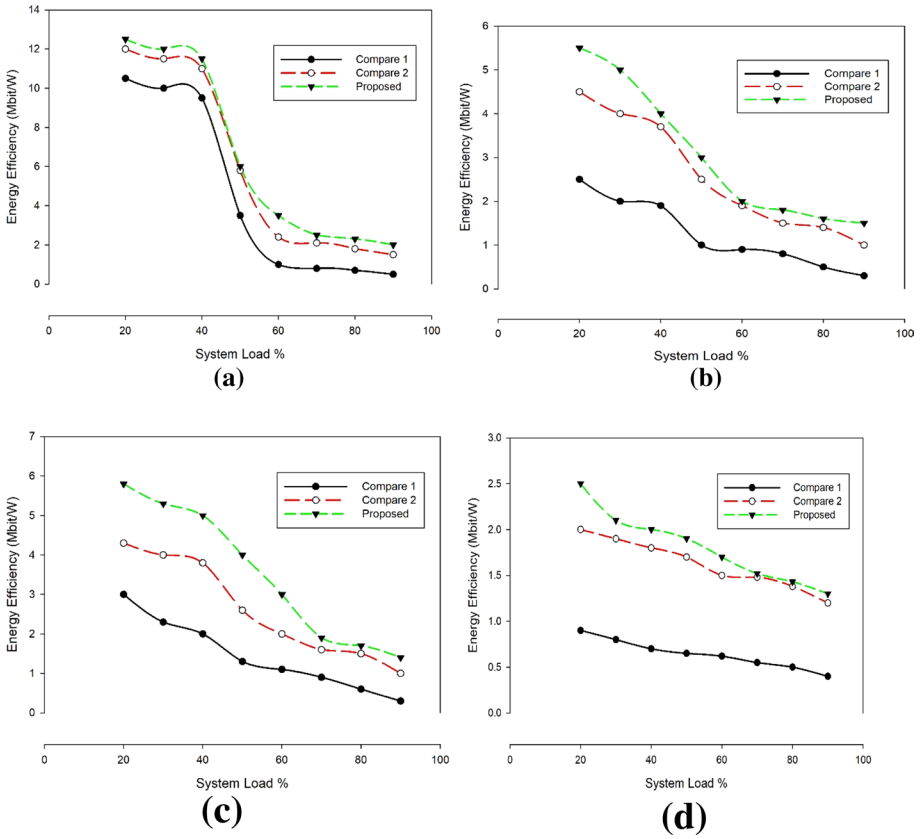 14
12
10
8
6
4
2
0
Energy Efficiency (Mbit/W)
Compare 1
Compare 2
Proposed
0 20 40 60 80 100
System Load %
(a)
6
5
4
3
2
1
0
Energy Efficiency (Mbit/W)
Compare 1
Compare 2
Proposed
0 20 40 60 80 100
System Load %
(b)
7
6
5
4
3
2
1
0
Energy Efficiency (Mbit/W)
Compare 1
Compare 2
Proposed
0 20 40 60 80 100
System Load %
(c)
3.0
2.5
2.0
1.5
1.0
0.5
0.0
Energy Efficiency (Mbit/W)
Compare 1
Compare 2
Proposed
0 20 40 60 80 100
System Load %
(d)